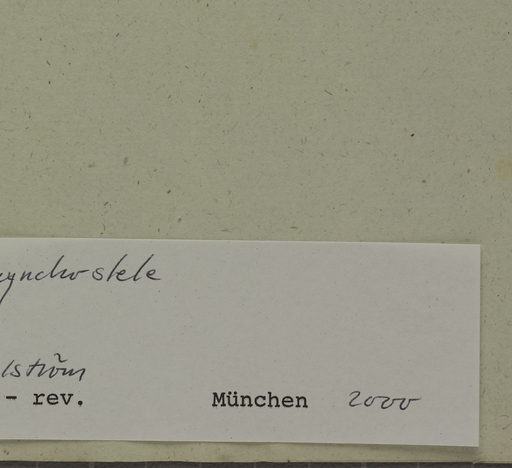 ynchostele
lström
- rev. München 2000